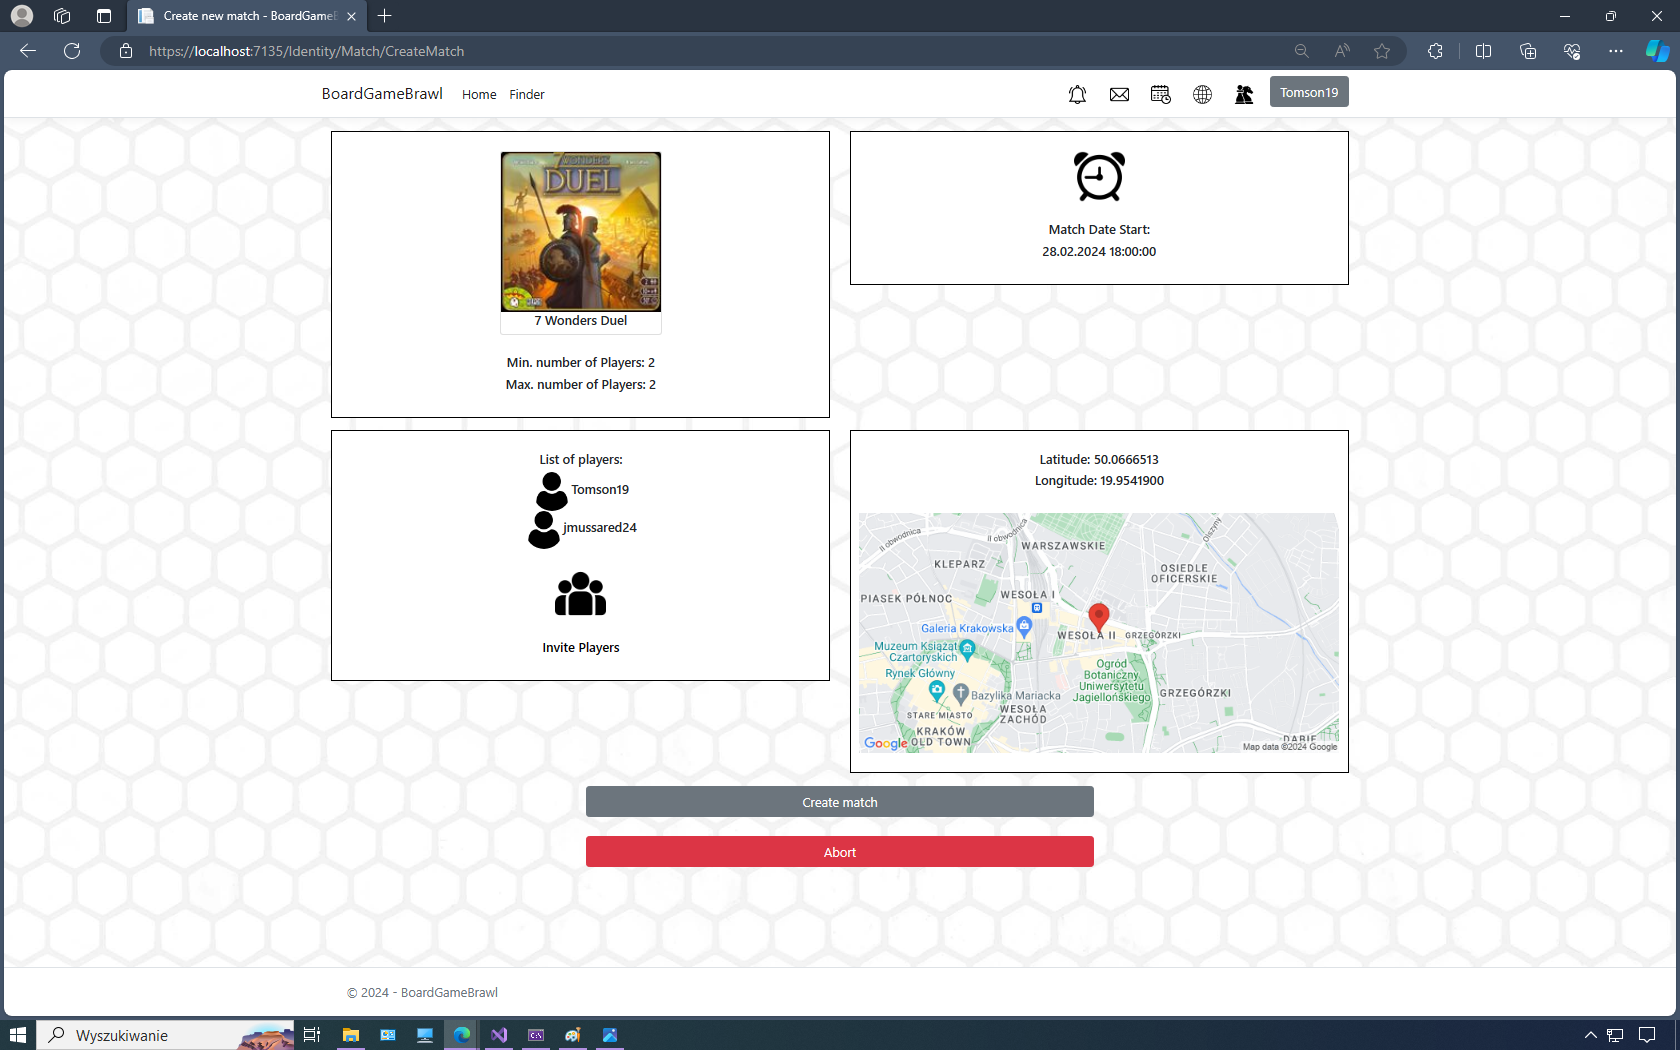 Create new match - BoardGameB
https://localhost:7135/Identity/Match/CreateMatch
BoardGameBrawl
Home
Finder
Tomson19
7 WONDERS
DUEL
7 Wonders Duel
Min. number of Players: 2
Max. number of Players: 2
Match Date Start:
28.02.2024 18:00:00
List of players:
Tomson19
jmussared24
Invite Players
Latitude: 50.0666513
Longitude: 19.9541900
II obwodnica
II obwodnica
Olszyny
WARSZAWSKIE
KLEPARZ
OSIEDLE
OFICERSKIE
PIASEK PÓŁNOC
WESOŁA I
Galeria Krakowska
WESOŁA II
GRZEGÓRZKI
Muzeum Książąt
Czartoryskich
Rynek Główny
Ogród
Botaniczny
Uniwersytetu
Jagiellońskiego
GRZEGÓRZKI
Bazylika Mariacka
STARE MIASTO
WESOŁA
ZACHÓD
KRAKÓW
OLD TOWN
DABIE
Google
Map data ©2024 Google
Create match
Abort
© 2024 - BoardGameBrawl
Wyszukiwanie